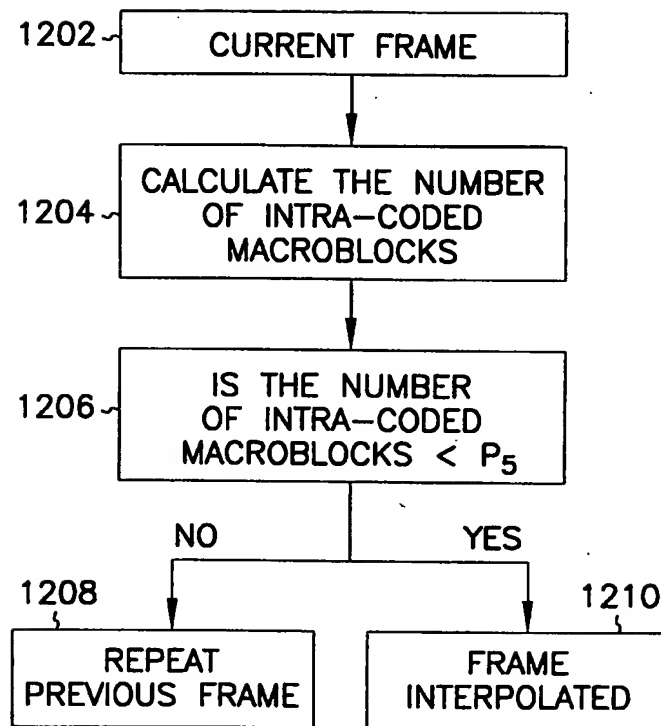 1202
CURRENT FRAME
1204
CALCULATE THE NUMBER
OF INTRA-CODED
MACROBLOCKS
1206
IS THE NUMBER
OF INTRA-CODED
MACROBLOCKS < P5
NO
YES
1208
REPEAT
PREVIOUS FRAME
1210
FRAME
INTERPOLATED